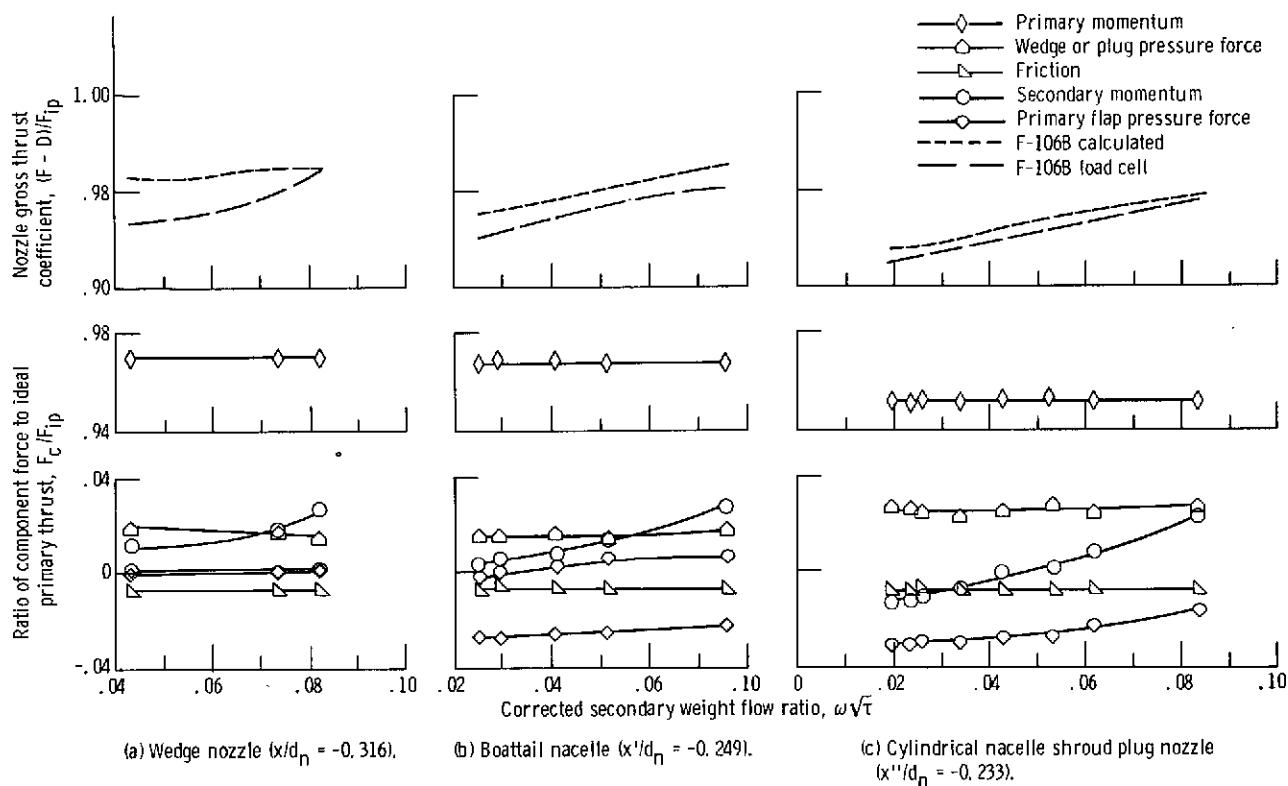 Primary momentum
Wedge or plug pressure force
Friction
Secondary momentum
Primary flap pressure force
F-106B calculated
F-106B load cell
Nozzle gross thrust
coefficient, (F - D)/F_ip
1.00
.98
.90
Ratio of component force to ideal
primary thrust, F_c/F_ip
.98
.94
.04
0
-.04
.04 .06 .08 .10
.02 .04 .06 .08 .10
0 .02 .04 .06 .08 .10
Corrected secondary weight flow ratio, ω√τ
(a) Wedge nozzle (x/d_n = -0.316).
(b) Boattail nacelle (x'/d_n = -0.249).
(c) Cylindrical nacelle shroud plug nozzle
(x''/d_n = -0.233).